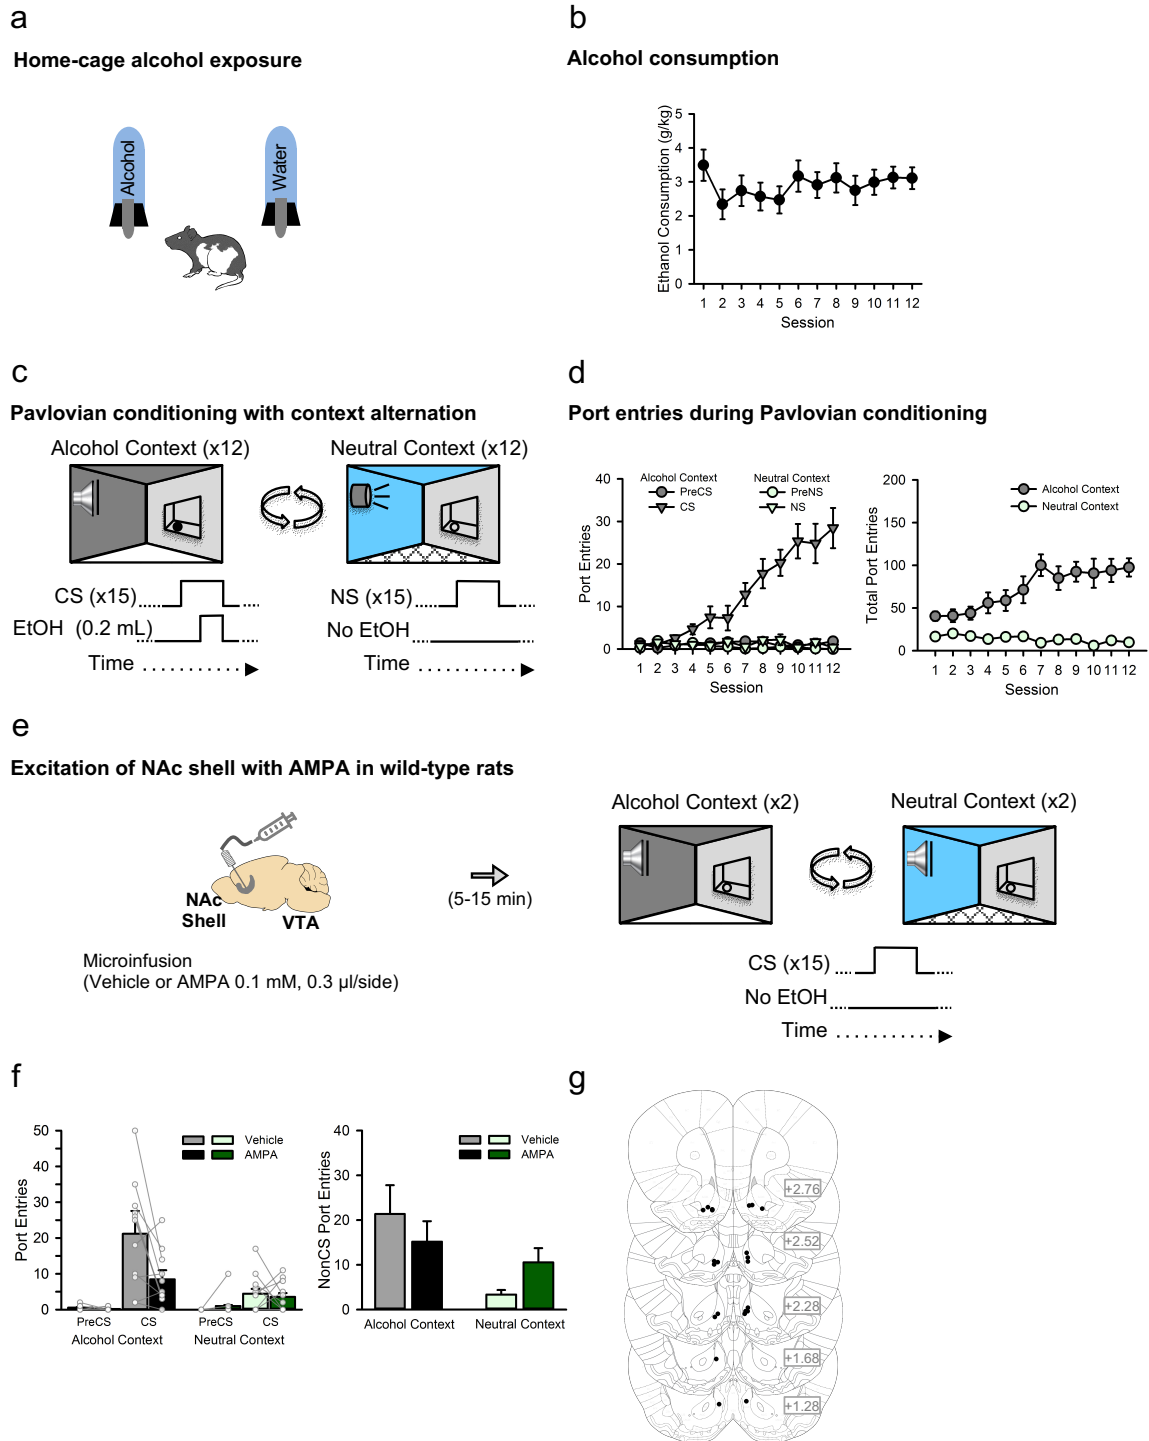 a
Home-cage alcohol exposure
Alcohol
Water
b
Alcohol consumption
Ethanol Consumption (g/kg)
5
4
3
2
1
0
1 2 3 4 5 6 7 8 9 10 11 12
Session
c
Pavlovian conditioning with context alternation
Alcohol Context (x12)
Neutral Context (x12)
CS (x15)
EtOH (0.2 mL)
Time
NS (x15)
No EtOH
Time
d
Port entries during Pavlovian conditioning
Port Entries
40
30
20
10
0
Alcohol Context
PreCS
CS
Neutral Context
PreNS
NS
1 2 3 4 5 6 7 8 9 10 11 12
Session
Total Port Entries
200
150
100
50
0
Alcohol Context
Neutral Context
1 2 3 4 5 6 7 8 9 10 11 12
Session
e
Excitation of NAc shell with AMPA in wild-type rats
NAc
Shell
VTA
Microinfusion
(Vehicle or AMPA 0.1 mM, 0.3 µl/side)
(5-15 min)
Alcohol Context (x2)
Neutral Context (x2)
CS (x15)
No EtOH
Time
f
Port Entries
50
40
30
20
10
0
Vehicle
AMPA
PreCS CS PreCS CS
Alcohol Context Neutral Context
NonCS Port Entries
40
30
20
10
0
Vehicle
AMPA
Alcohol Context Neutral Context
g
+2.76
+2.52
+2.28
+1.68
+1.28